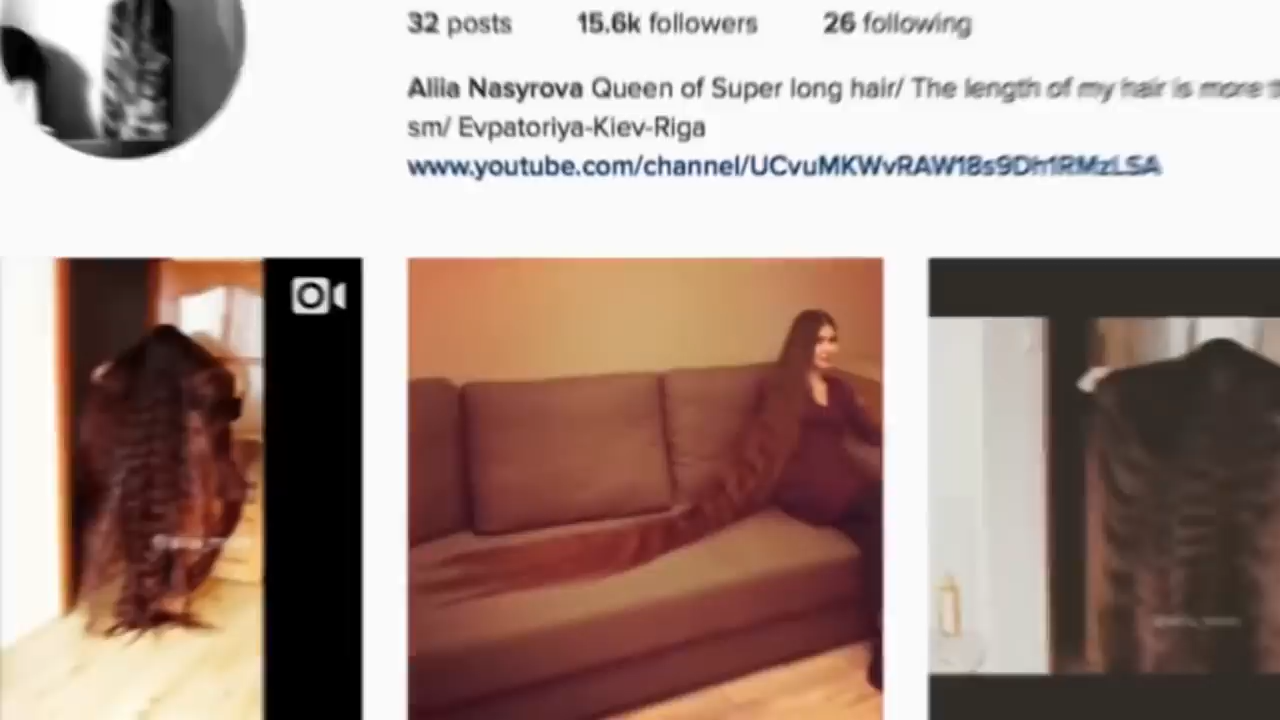 32 posts 15.6k followers 26 following
Aliia Nasyrova Queen of Super long hair/ The length of my hair is more
sm/ Evpatoriya-Kiev-Riga
www.youtube.com/channel/UCvuMKWvRAW18s9Dh1RMzLSA